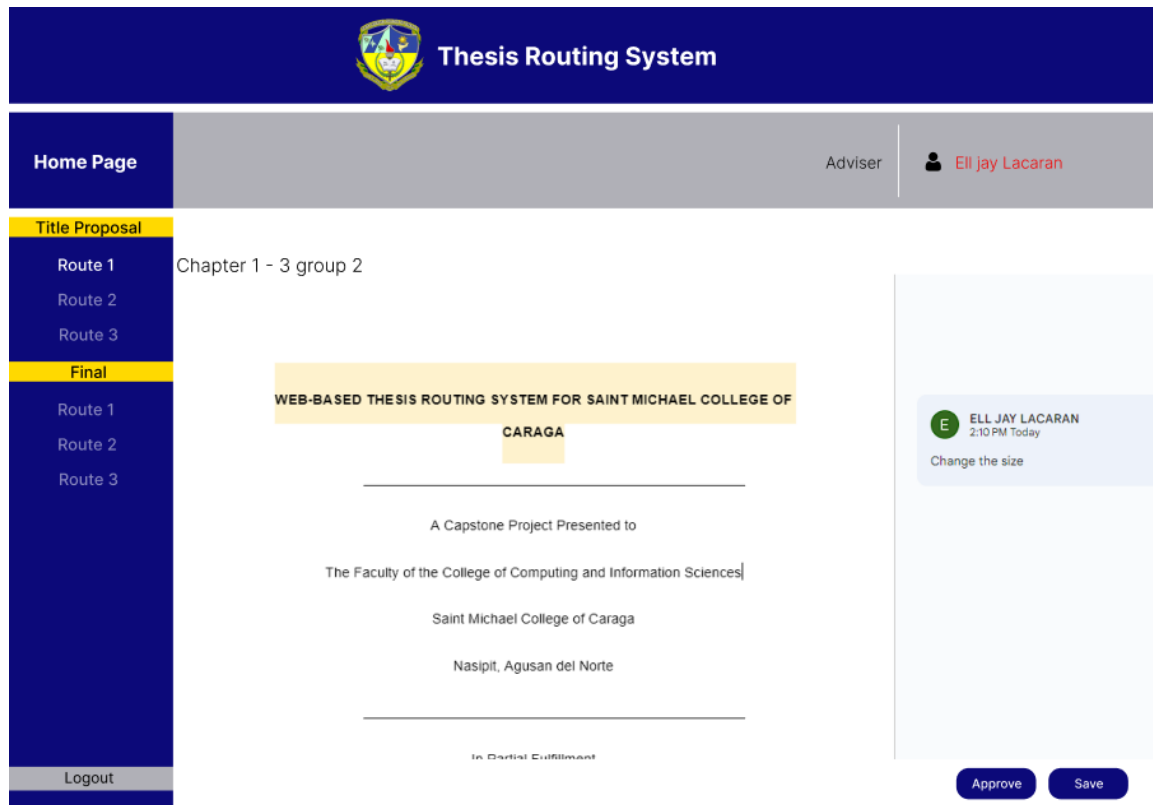 Thesis Routing System
Home Page
Adviser
Ell jay Lacaran
Title Proposal
Route 1
Route 2
Route 3
Final
Route 1
Route 2
Route 3
Logout
Chapter 1 - 3 group 2
WEB-BASED THESIS ROUTING SYSTEM FOR SAINT MICHAEL COLLEGE OF
CARAGA
A Capstone Project Presented to
The Faculty of the College of Computing and Information Sciences
Saint Michael College of Caraga
Nasipit, Agusan del Norte
In Partial Fulfillment
E
ELL JAY LACARAN
2:10 PM Today
Change the size
Approve
Save